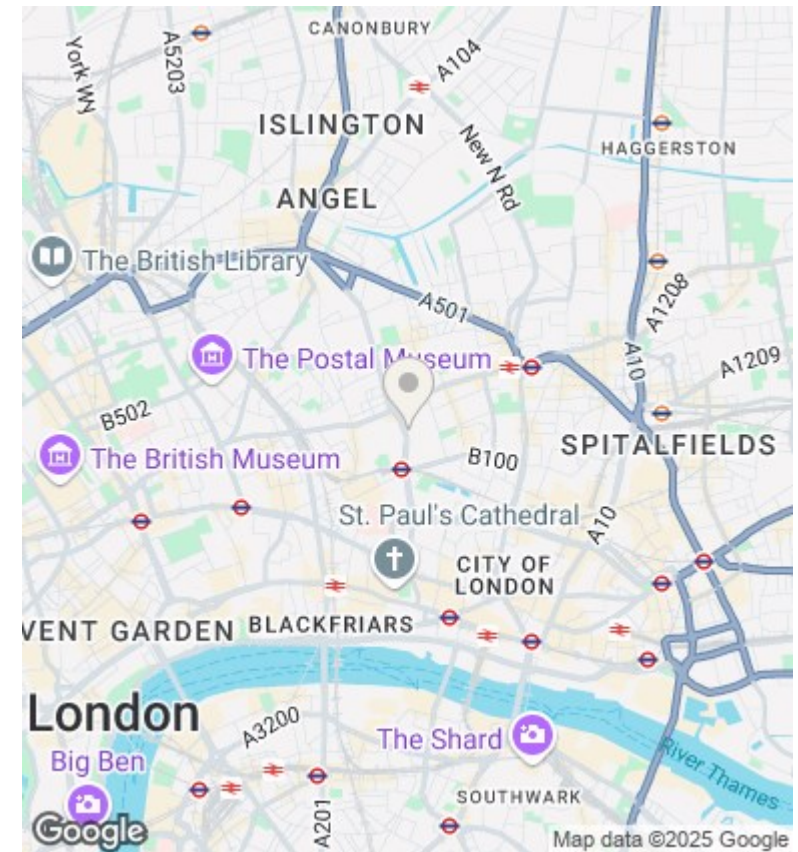 CANONBURY
York Wy
A5203
A104
ISLINGTON
New N Rd
HAGGERSTON
ANGEL
The British Library
A501
A1208
The Postal Museum
A10
A1209
B502
SPITALFIELDS
The British Museum
B100
St. Paul's Cathedral
A10
CITY OF
LONDON
VENT GARDEN
BLACKFRIARS
London
A3200
The Shard
River Thames
Big Ben
SOUTHWARK
A201
Google
Map data ©2025 Google